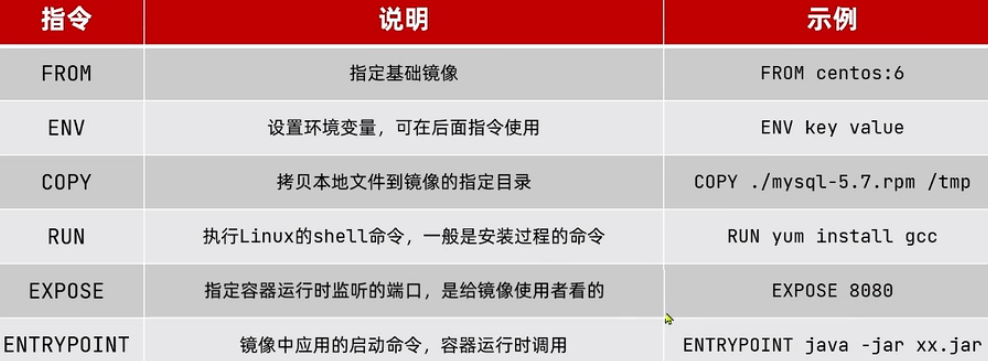 指令 说明 示例
FROM 指定基础镜像 FROM centos:6
ENV 设置环境变量，可在后面指令使用 ENV key value
COPY 拷贝本地文件到镜像的指定目录 COPY ./mysql-5.7.rpm /tmp
RUN 执行Linux的shell命令，一般是安装过程的命令 RUN yum install gcc
EXPOSE 指定容器运行时监听的端口，是给镜像使用者看的 EXPOSE 8080
ENTRYPOINT 镜像中应用的启动命令，容器运行时调用 ENTRYPOINT java -jar xx.jar